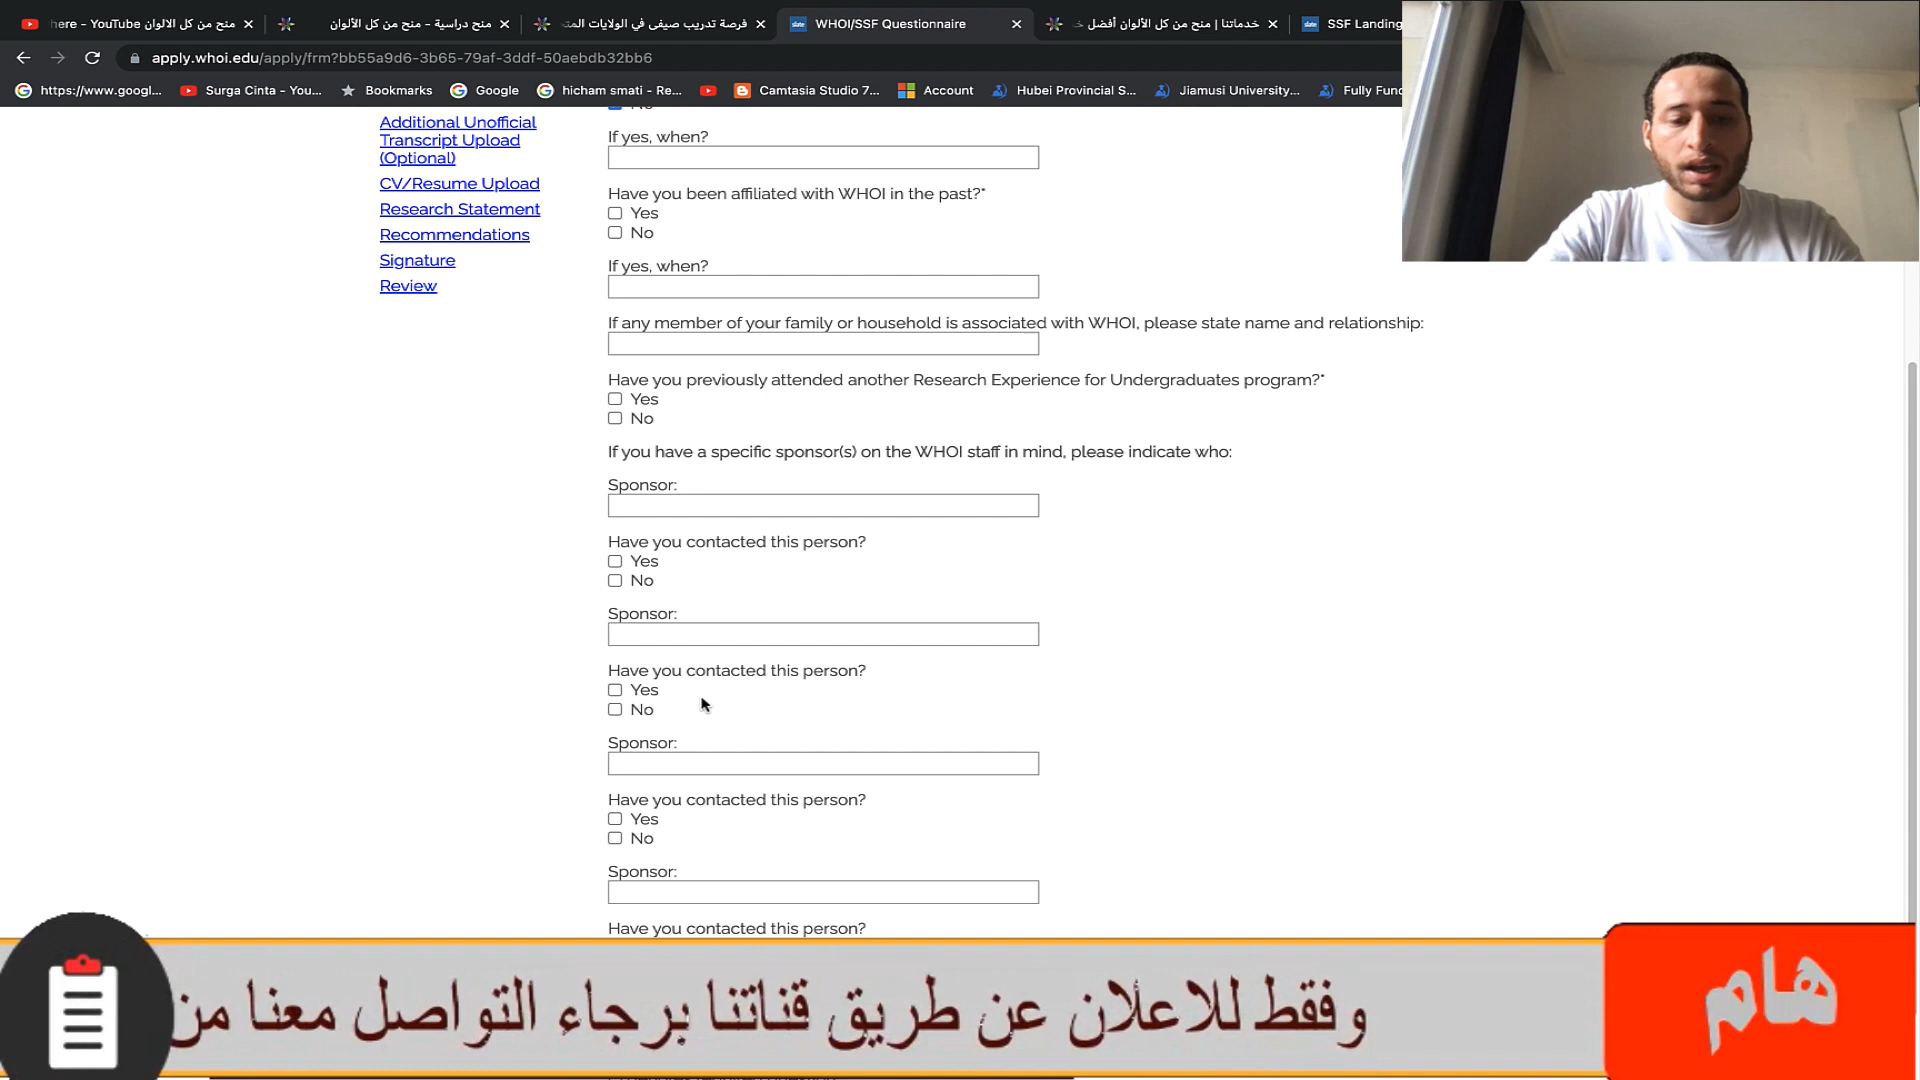 منح من كل الالوان here - YouTube
منح دراسية - منح من كل الألوان
فرصة تدريب صيفى في الولايات المت
WHOI/SSF Questionnaire
خدماتنا | منح من كل الألوان أفضل خ
SSF Landing
apply.whoi.edu/apply/frm?bb55a9d6-3b65-79af-3ddf-50aebdb32bb6
https://www.googl...
Surga Cinta - You...
Bookmarks
Google
hicham smati - Re...
Camtasia Studio 7...
Account
Hubei Provincial S...
Jiamusi University...
Fully Func
No
Additional Unofficial
Transcript Upload
(Optional)
CV/Resume Upload
Research Statement
Recommendations
Signature
Review
If yes, when?
Have you been affiliated with WHOI in the past?*
Yes
No
If yes, when?
If any member of your family or household is associated with WHOI, please state name and relationship:
Have you previously attended another Research Experience for Undergraduates program?*
Yes
No
If you have a specific sponsor(s) on the WHOI staff in mind, please indicate who:
Sponsor:
Have you contacted this person?
Yes
No
Sponsor:
Have you contacted this person?
Yes
No
Sponsor:
Have you contacted this person?
Yes
No
Sponsor:
Have you contacted this person?
هام
وفقط للاعلان عن طريق قناتنا برجاء التواصل معنا من